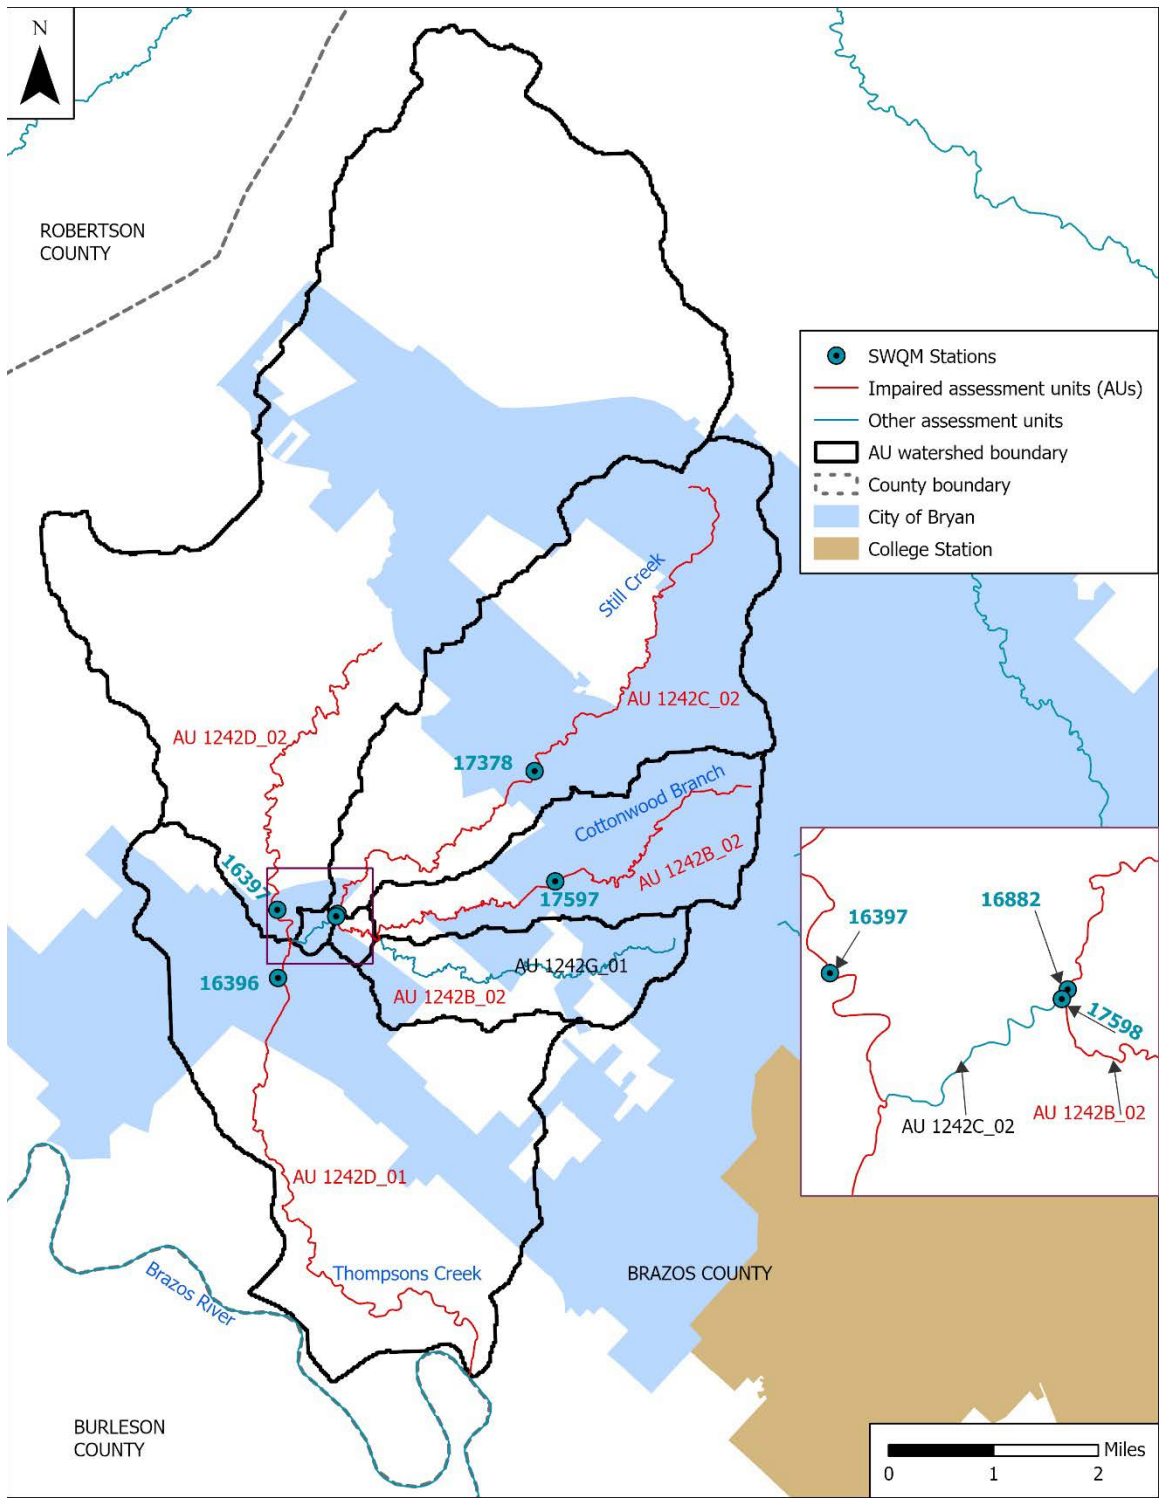 N
ROBERTSON
COUNTY
SWQM Stations
Impaired assessment units (AUs)
Other assessment units
AU watershed boundary
County boundary
City of Bryan
College Station
Still Creek
AU 1242C_02
AU 1242D_02
17378
Cottonwood Branch
AU 1242B_02
16397
17597
AU 1242G_01
16396
AU 1242B_02
16397
16882
17598
AU 1242C_02
AU 1242B_02
AU 1242D_01
Thompsons Creek
BRAZOS COUNTY
Brazos River
BURLESON
COUNTY
Miles
0 1 2